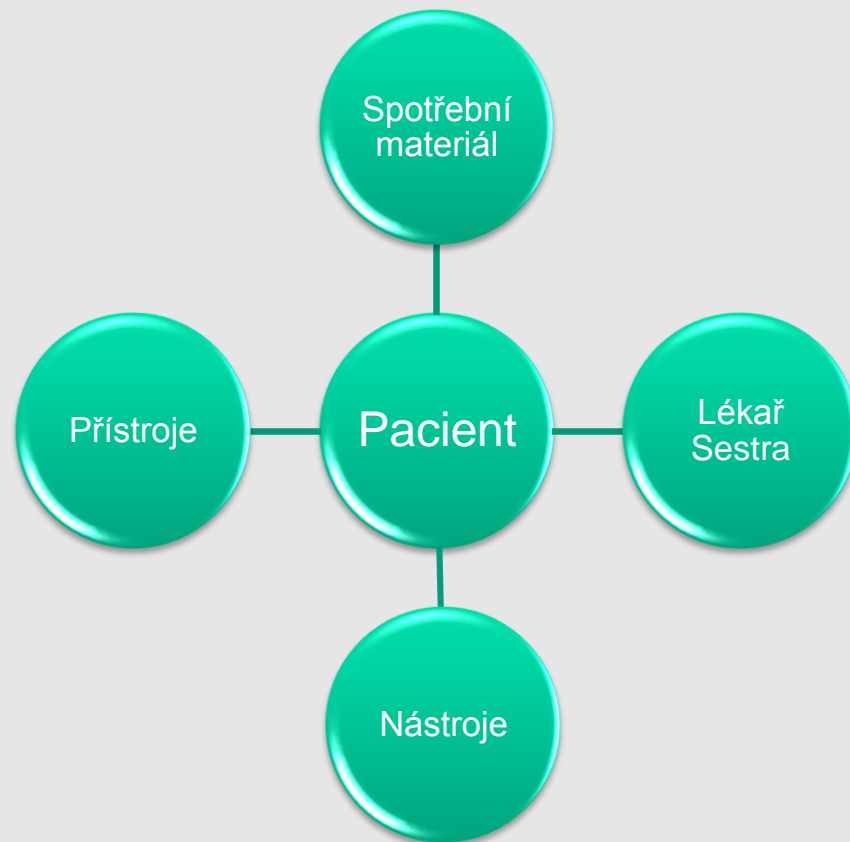 Spotřební
materiál
Přístroje
Pacient
Lékař
Sestra
Nástroje